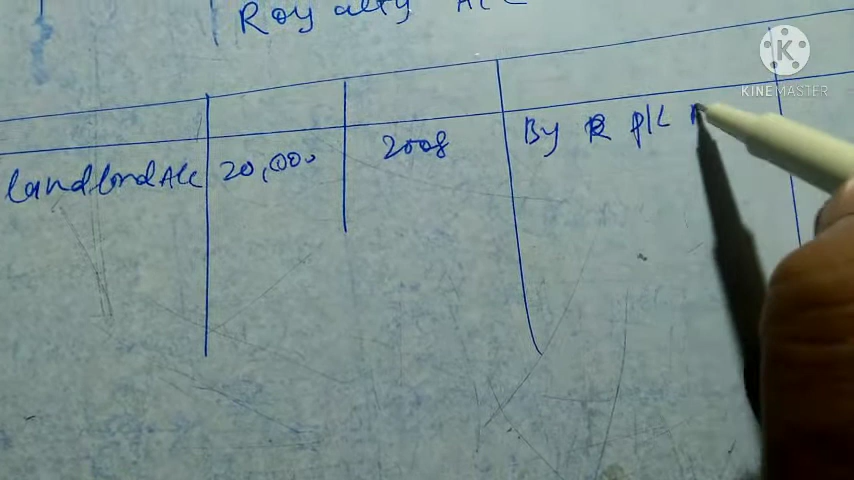 Royalty A/C
K
KINEMASTER
Landlord A/c 20,000 2008 By P/L